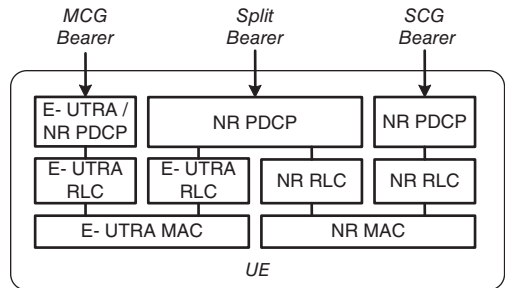 MCG
Bearer
Split
Bearer
SCG
Bearer
E- UTRA /
NR PDCP
NR PDCP
NR PDCP
E- UTRA
RLC
E- UTRA
RLC
NR RLC
NR RLC
E- UTRA MAC
NR MAC
UE